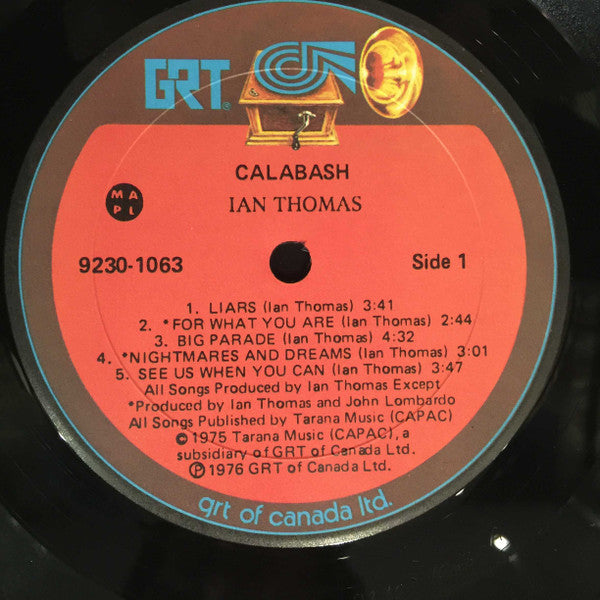 GRT®
CALABASH
IAN THOMAS
MA
PL
9230-1063
Side 1
1. LIARS (Ian Thomas) 3:41
2. *FOR WHAT YOU ARE (Ian Thomas) 2:44
3. BIG PARADE (Ian Thomas) 4:32
4. *NIGHTMARES AND DREAMS (Ian Thomas) 3:01
5. SEE US WHEN YOU CAN (Ian Thomas) 3:47
All Songs Produced by Ian Thomas Except
*Produced by Ian Thomas and John Lombardo
All Songs Published by Tarana Music (CAPAC)
© 1975 Tarana Music (CAPAC), a
subsidiary of GRT of Canada Ltd.
℗ 1976 GRT of Canada Ltd.
grt of canada ltd.